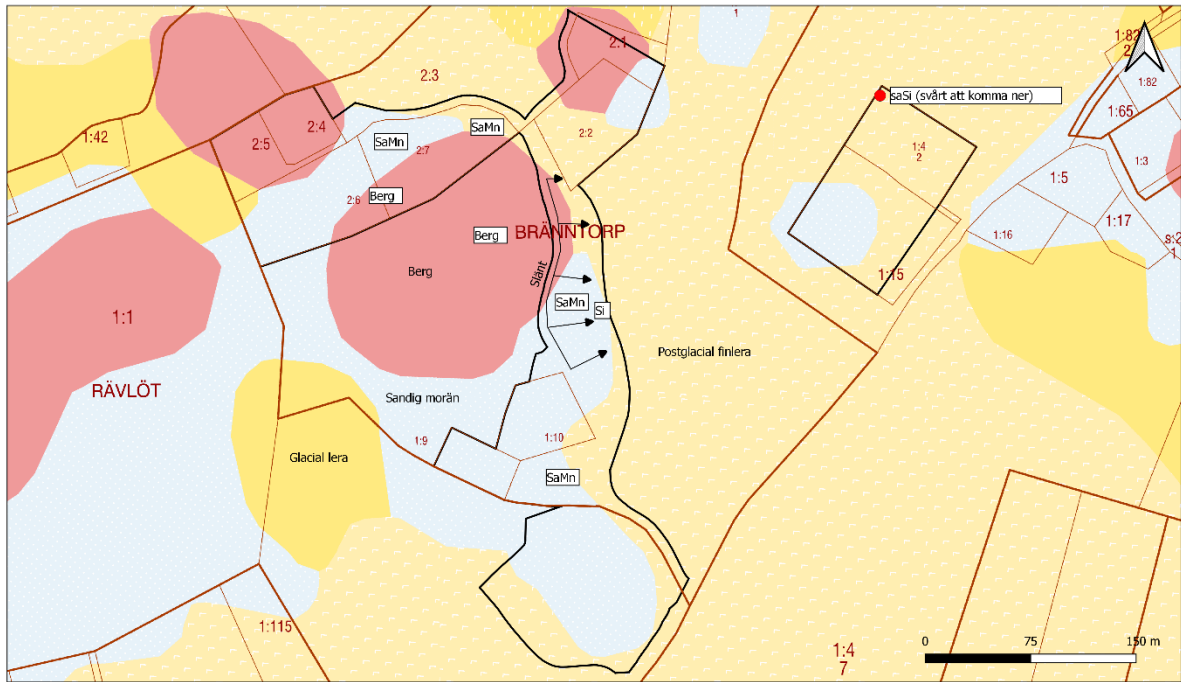 1
1:82
2
1:82
2:1
2:3
saSi (svårt att komma ner)
1:65
2:4
SaMn
2:2
1:42
2:5
SaMn
2:7
1:4
2
1:3
1:5
2:6
Berg
1:17
Berg
BRÄNNTORP
1:16
s:2
1
Berg
Slänt
1:15
SaMn
Si
1:1
Postglacial finlera
RÄVLÖT
Sandig morän
1:9
1:10
Glacial lera
SaMn
1:115
0
75
150 m
1:4
7